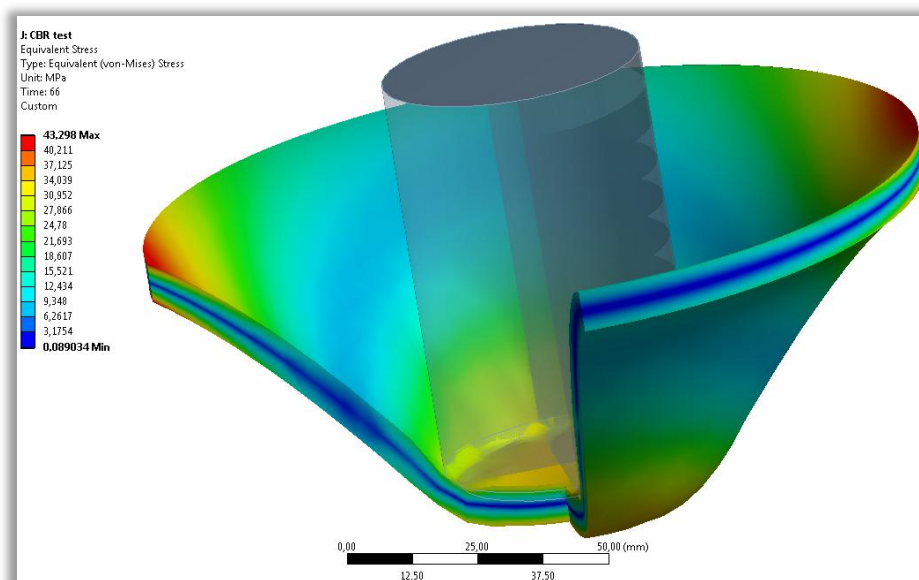 J: CBR test
Equivalent Stress
Type: Equivalent (von-Mises) Stress
Unit: MPa
Time: 66
Custom
43,298 Max
40,211
37,125
34,039
30,952
27,866
24,78
21,693
18,607
15,521
12,434
9,348
6,2617
3,1754
0,089034 Min
0,00 25,00 50,00 (mm)
12,50 37,50